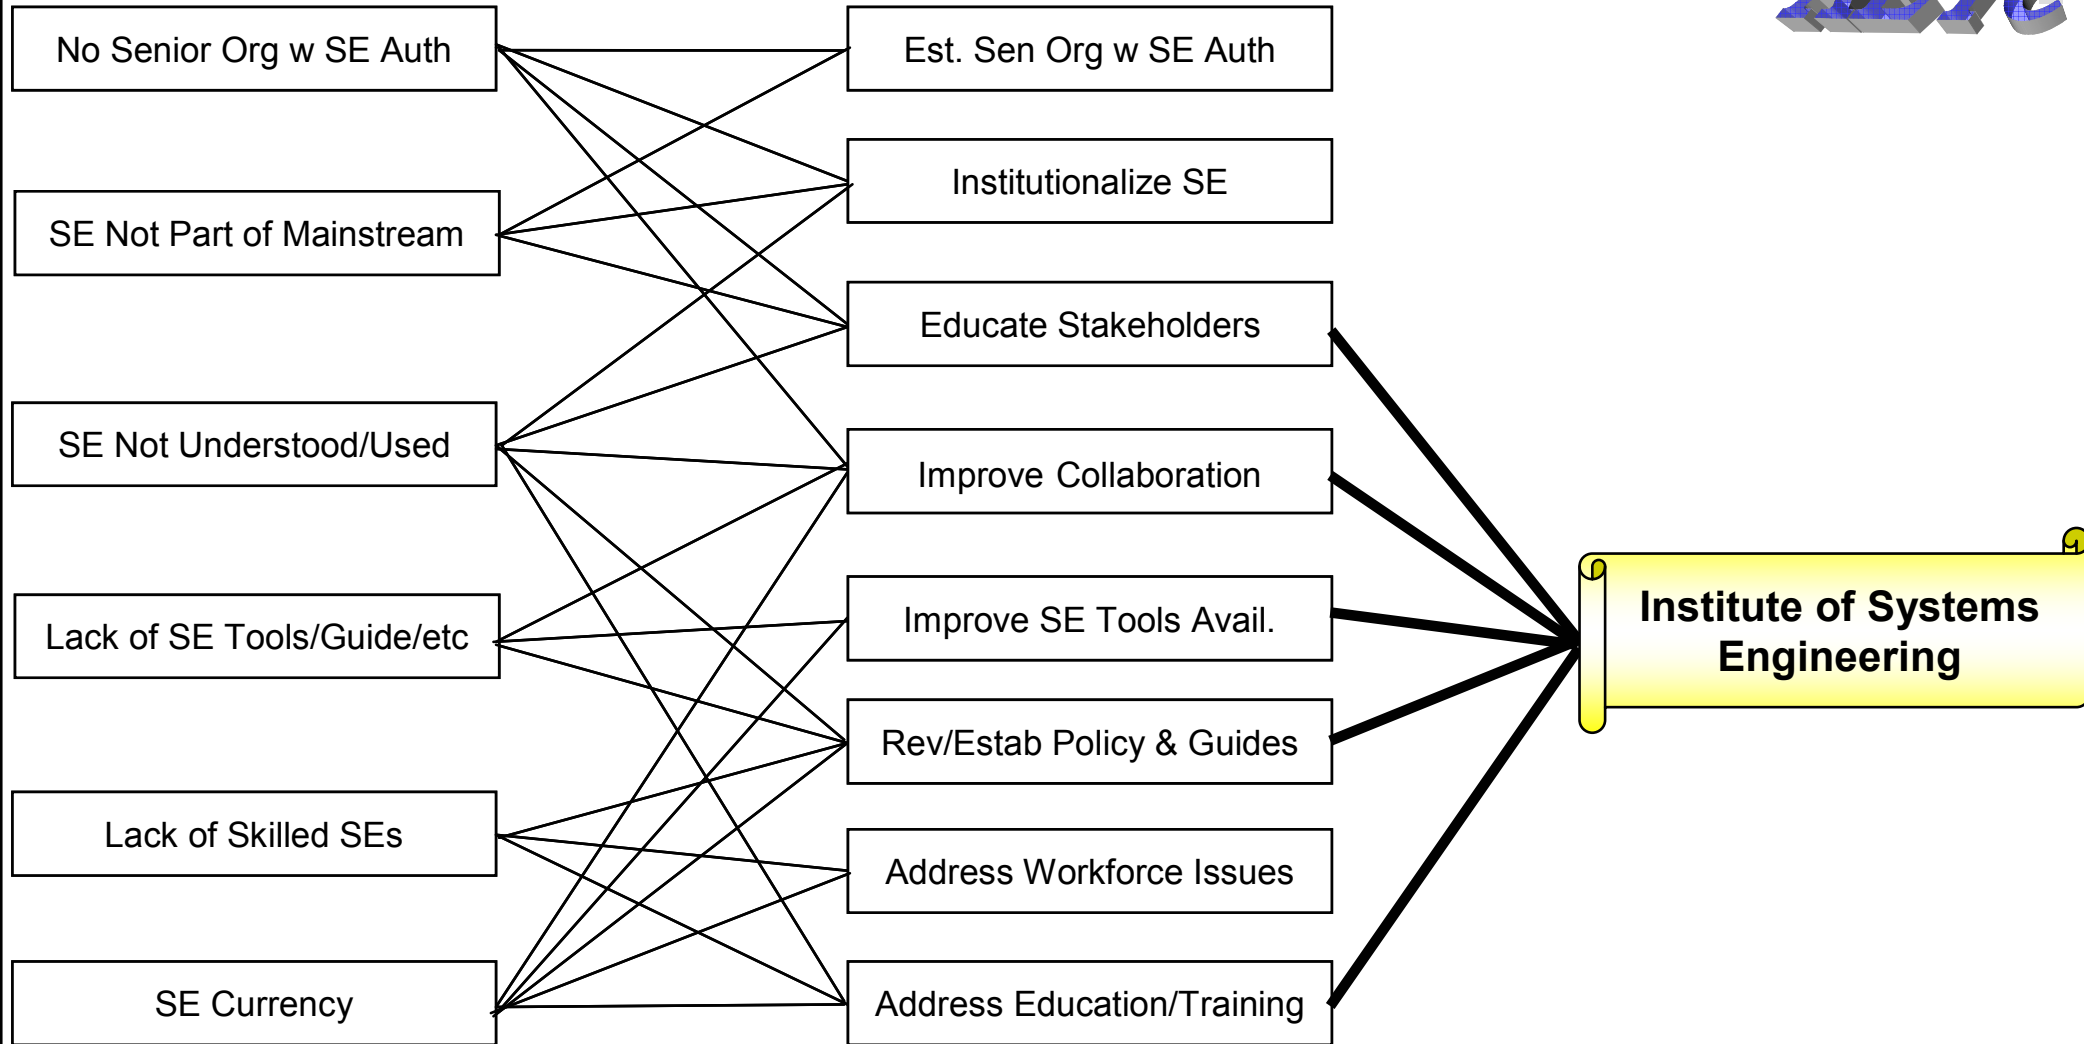 No Senior Org w SE Auth
Est. Sen Org w SE Auth
Institutionalize SE
SE Not Part of Mainstream
Educate Stakeholders
SE Not Understood/Used
Improve Collaboration
Improve SE Tools Avail.
Lack of SE Tools/Guide/etc
Institute of Systems
Engineering
Rev/Estab Policy & Guides
Lack of Skilled SEs
Address Workforce Issues
SE Currency
Address Education/Training